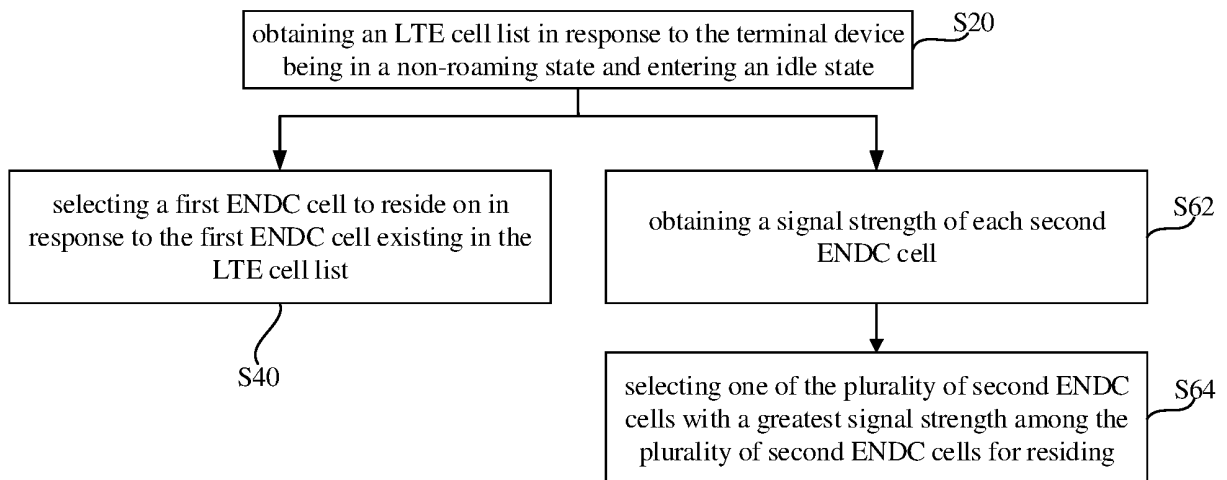 obtaining an LTE cell list in response to the terminal device
being in a non-roaming state and entering an idle state
S20
selecting a first ENDC cell to reside on in
response to the first ENDC cell existing in the
LTE cell list
S40
obtaining a signal strength of each second
ENDC cell
S62
selecting one of the plurality of second ENDC
cells with a greatest signal strength among the
plurality of second ENDC cells for residing
S64